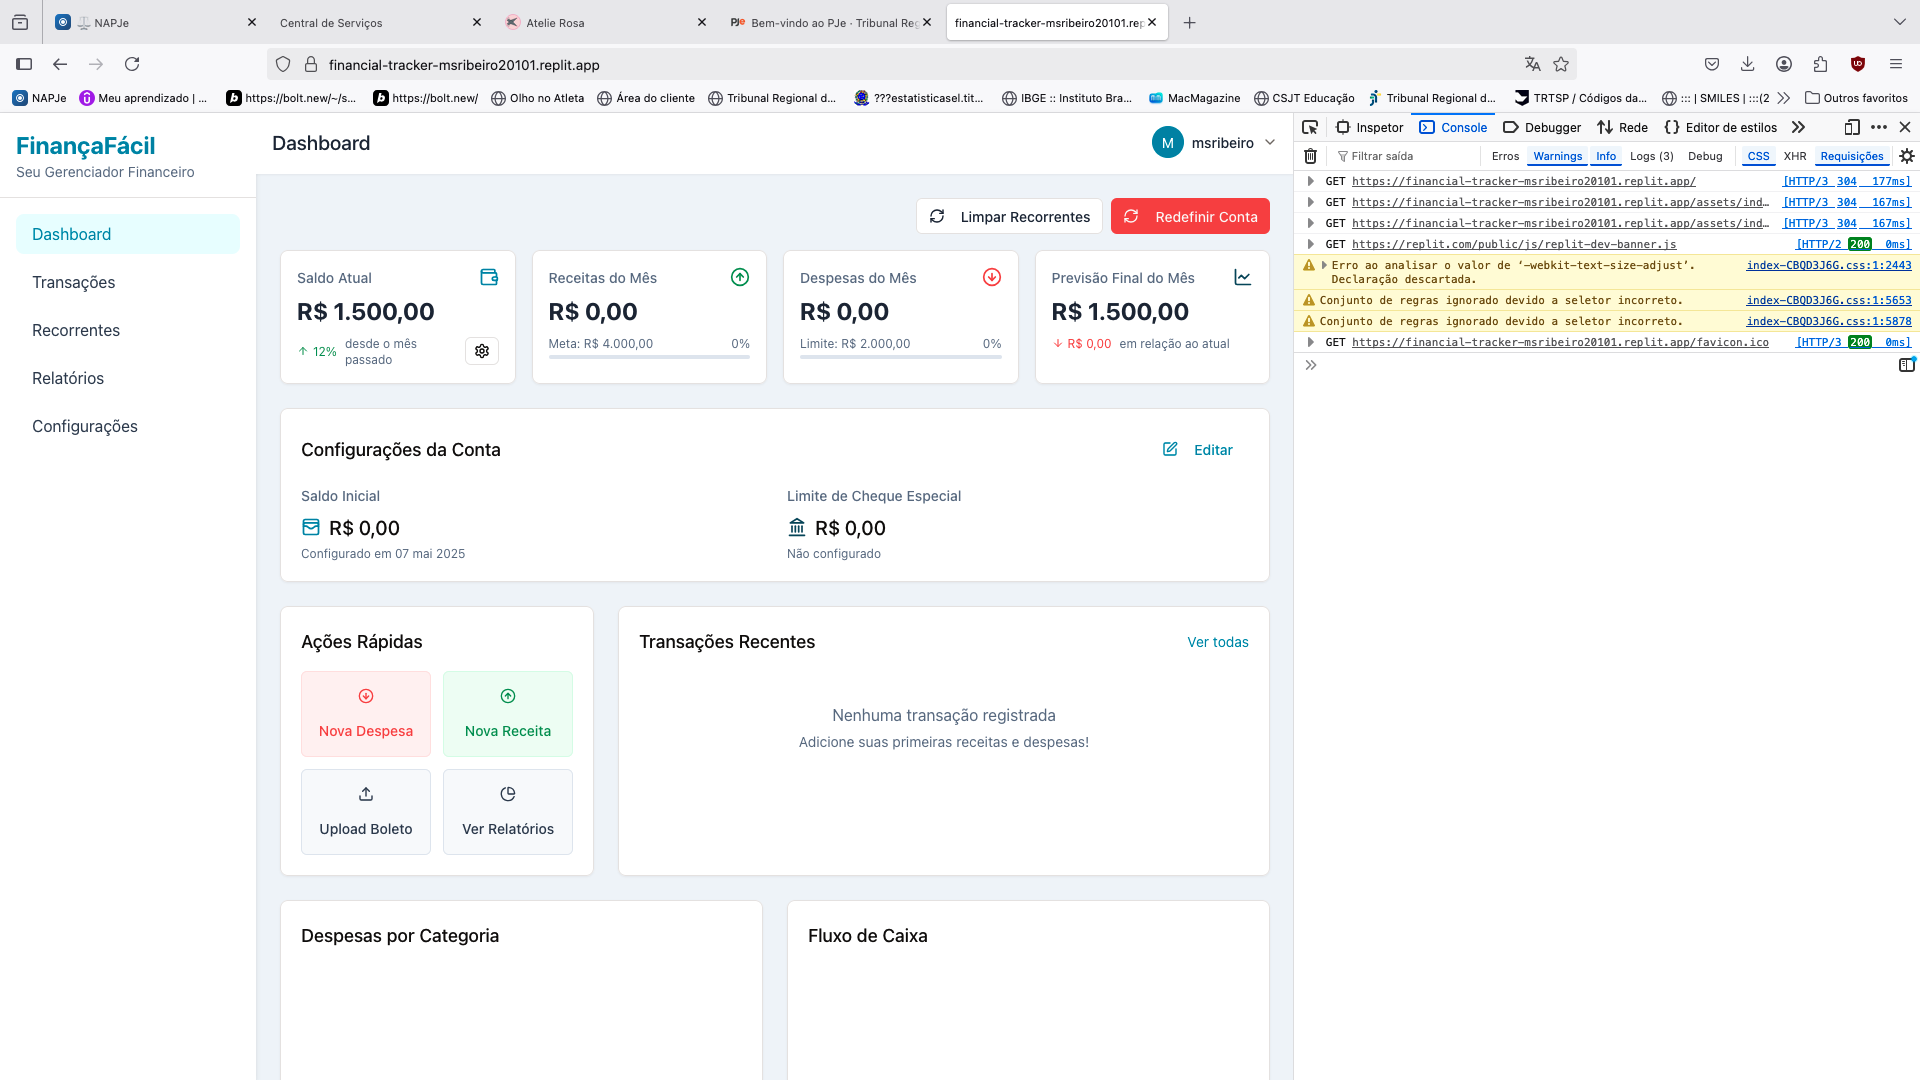 NAPJe
Central de Serviços
Atelie Rosa
Bem-vindo ao PJe · Tribunal Reg
financial-tracker-msribeiro20101.rep
financial-tracker-msribeiro20101.replit.app
NAPJe
Meu aprendizado | ...
https://bolt.new/~/s...
https://bolt.new/
Olho no Atleta
Área do cliente
Tribunal Regional d...
???estatisticasel.tit...
IBGE :: Instituto Bra...
MacMagazine
CSJT Educação
Tribunal Regional d...
TRTSP / Códigos da...
::: | SMILES | :::(2
Outros favoritos
FinançaFácil
Seu Gerenciador Financeiro
Dashboard
Transações
Recorrentes
Relatórios
Configurações
Dashboard
M msribeiro
Limpar Recorrentes
Redefinir Conta
Saldo Atual
R$ 1.500,00
12% desde o mês
passado
Receitas do Mês
R$ 0,00
Meta: R$ 4.000,00 0%
Despesas do Mês
R$ 0,00
Limite: R$ 2.000,00 0%
Previsão Final do Mês
R$ 1.500,00
R$ 0,00 em relação ao atual
Configurações da Conta
Editar
Saldo Inicial
R$ 0,00
Configurado em 07 mai 2025
Limite de Cheque Especial
R$ 0,00
Não configurado
Ações Rápidas
Nova Despesa
Nova Receita
Upload Boleto
Ver Relatórios
Transações Recentes
Ver todas
Nenhuma transação registrada
Adicione suas primeiras receitas e despesas!
Despesas por Categoria
Fluxo de Caixa
Inspetor
Console
Debugger
Rede
Editor de estilos
Filtrar saída
Erros
Warnings
Info
Logs (3)
Debug
CSS
XHR
Requisições
GET https://financial-tracker-msribeiro20101.replit.app/ [HTTP/3 304 177ms]
GET https://financial-tracker-msribeiro20101.replit.app/assets/ind… [HTTP/3 304 167ms]
GET https://financial-tracker-msribeiro20101.replit.app/assets/ind… [HTTP/3 304 167ms]
GET https://replit.com/public/js/replit-dev-banner.js [HTTP/2 200 0ms]
Erro ao analisar o valor de ‘-webkit-text-size-adjust’. index-CBQD3J6G.css:1:2443
Declaração descartada.
Conjunto de regras ignorado devido a seletor incorreto. index-CBQD3J6G.css:1:5653
Conjunto de regras ignorado devido a seletor incorreto. index-CBQD3J6G.css:1:5878
GET https://financial-tracker-msribeiro20101.replit.app/favicon.ico [HTTP/3 200 0ms]